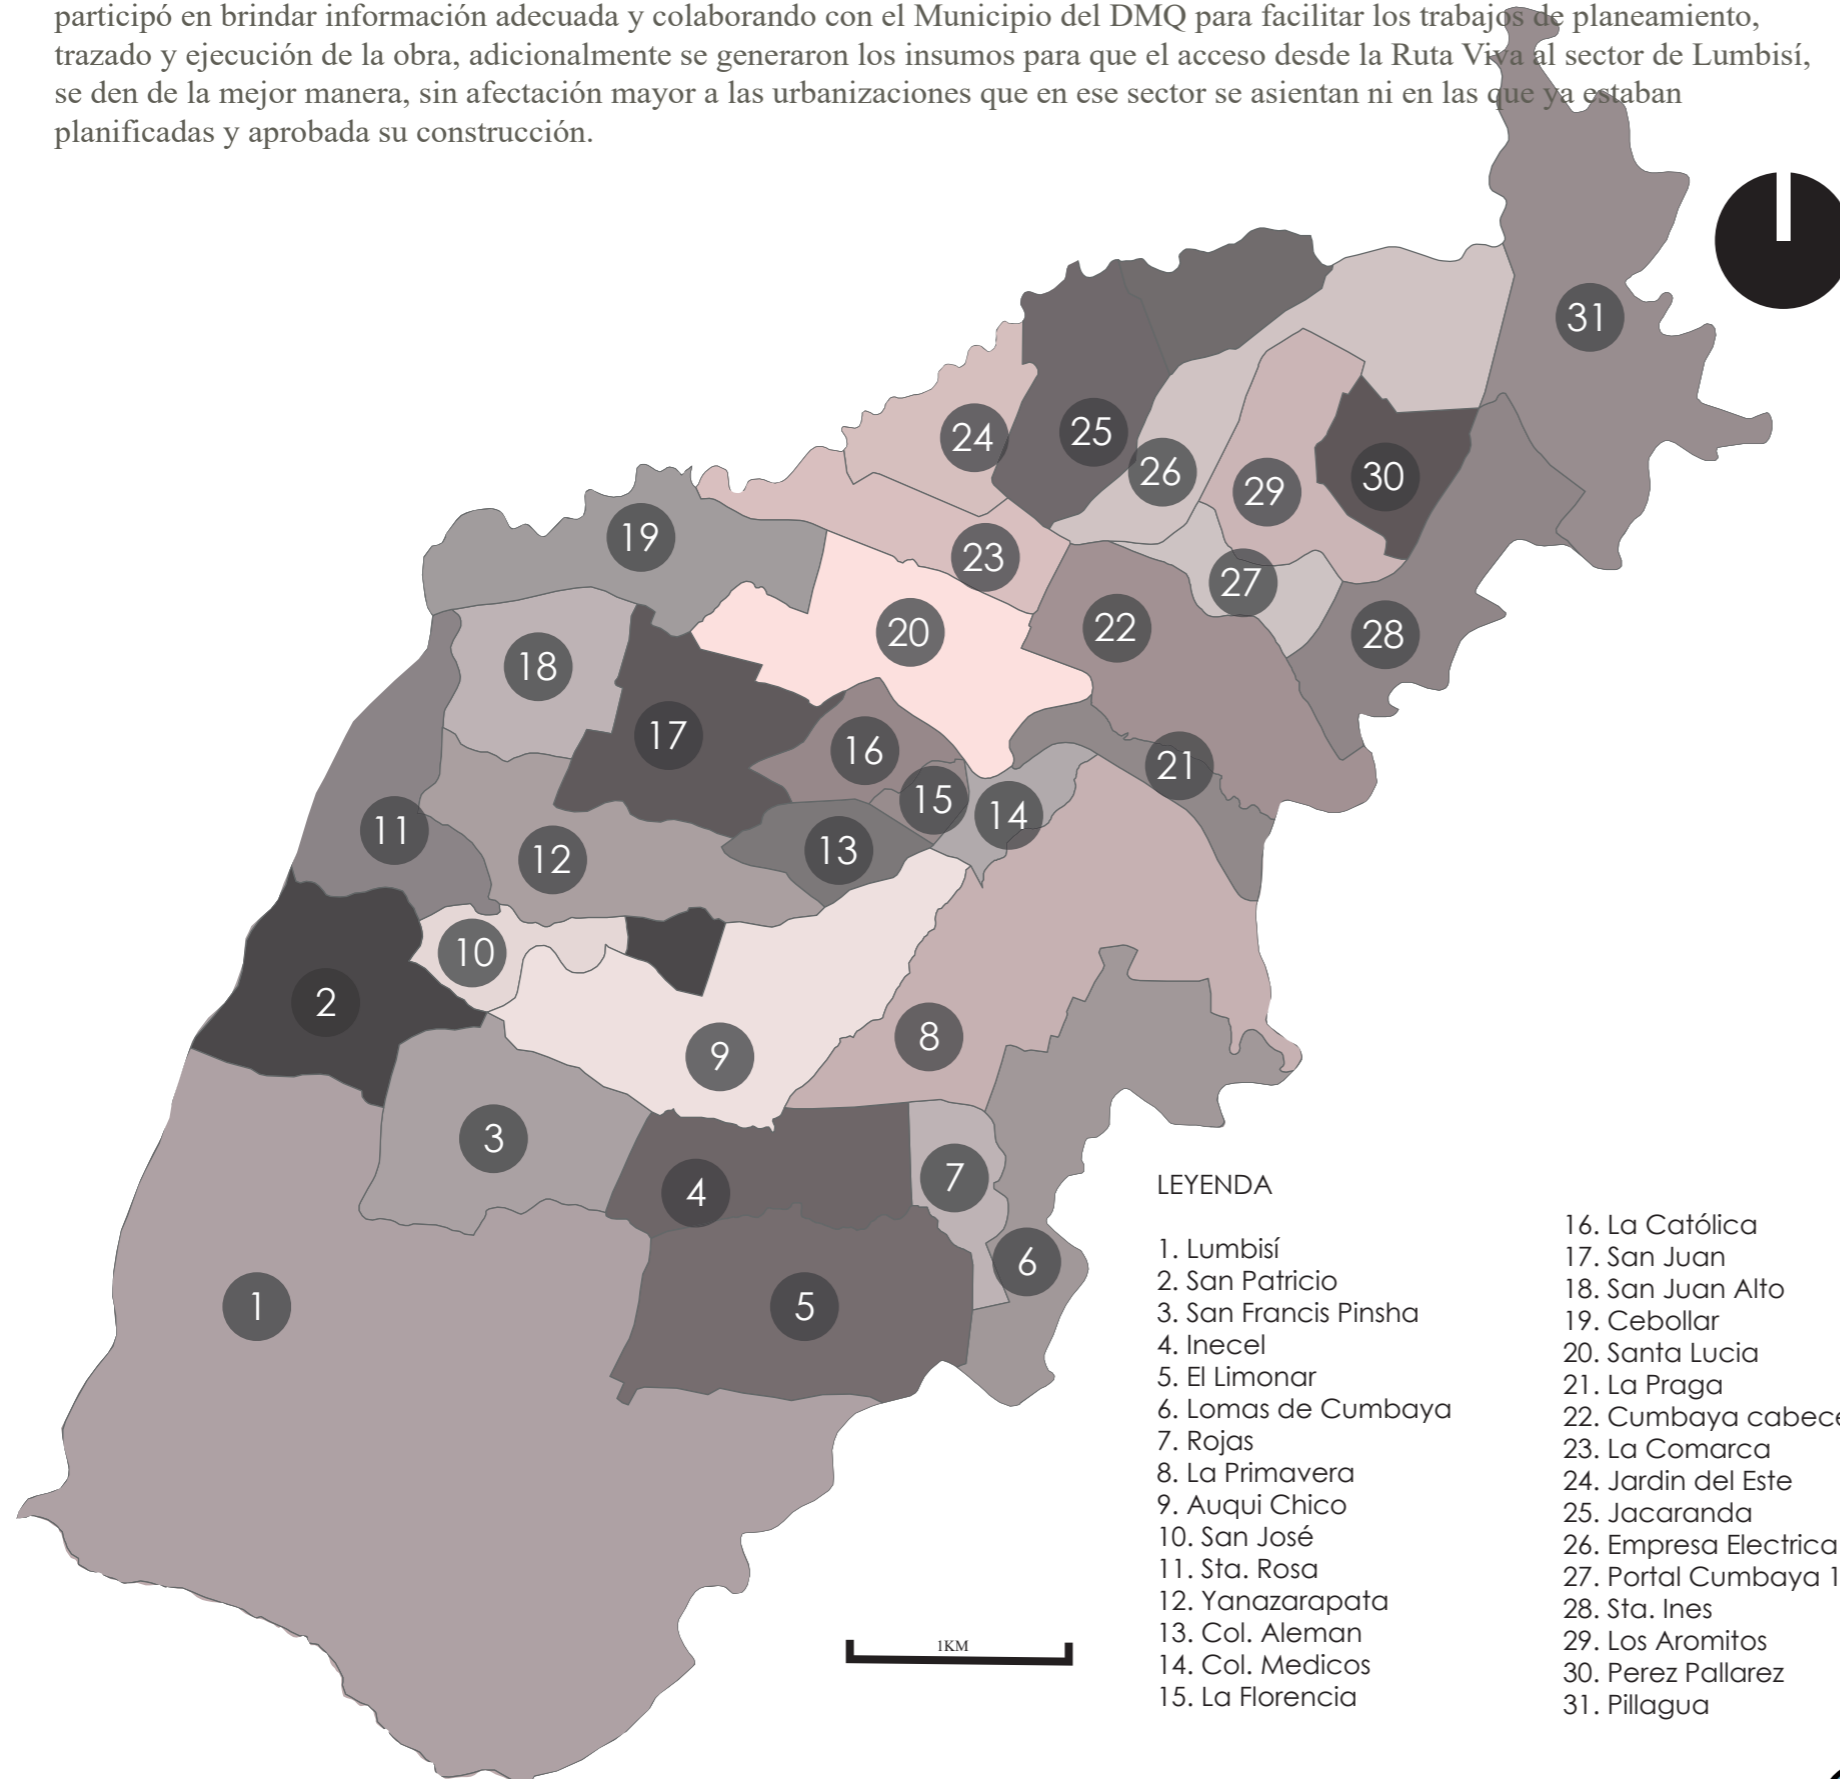 participó en brindar información adecuada y colaborando con el Municipio del DMQ para facilitar los trabajos de planeamiento,
trazado y ejecución de la obra, adicionalmente se generaron los insumos para que el acceso desde la Ruta Viva al sector de Lumbisí,
se den de la mejor manera, sin afectación mayor a las urbanizaciones que en ese sector se asientan ni en las que ya estaban
planificadas y aprobada su construcción.
31
24
25
26
29
30
19
23
27
20
22
28
18
17
16
21
15
14
11
13
12
10
2
9
8
3
4
7
6
1
5
1KM
LEYENDA
1. Lumbisí
2. San Patricio
3. San Francis Pinsha
4. Inecel
5. El Limonar
6. Lomas de Cumbaya
7. Rojas
8. La Primavera
9. Auqui Chico
10. San José
11. Sta. Rosa
12. Yanazarapata
13. Col. Aleman
14. Col. Medicos
15. La Florencia
16. La Católica
17. San Juan
18. San Juan Alto
19. Cebollar
20. Santa Lucia
21. La Praga
22. Cumbaya
23. La Comarca
24. Jardin del Este
25. Jacaranda
26. Empresa Electrica
27. Portal Cumbaya 1
28. Sta. Ines
29. Los Aromitos
30. Perez Pallarez
31. Pillagua